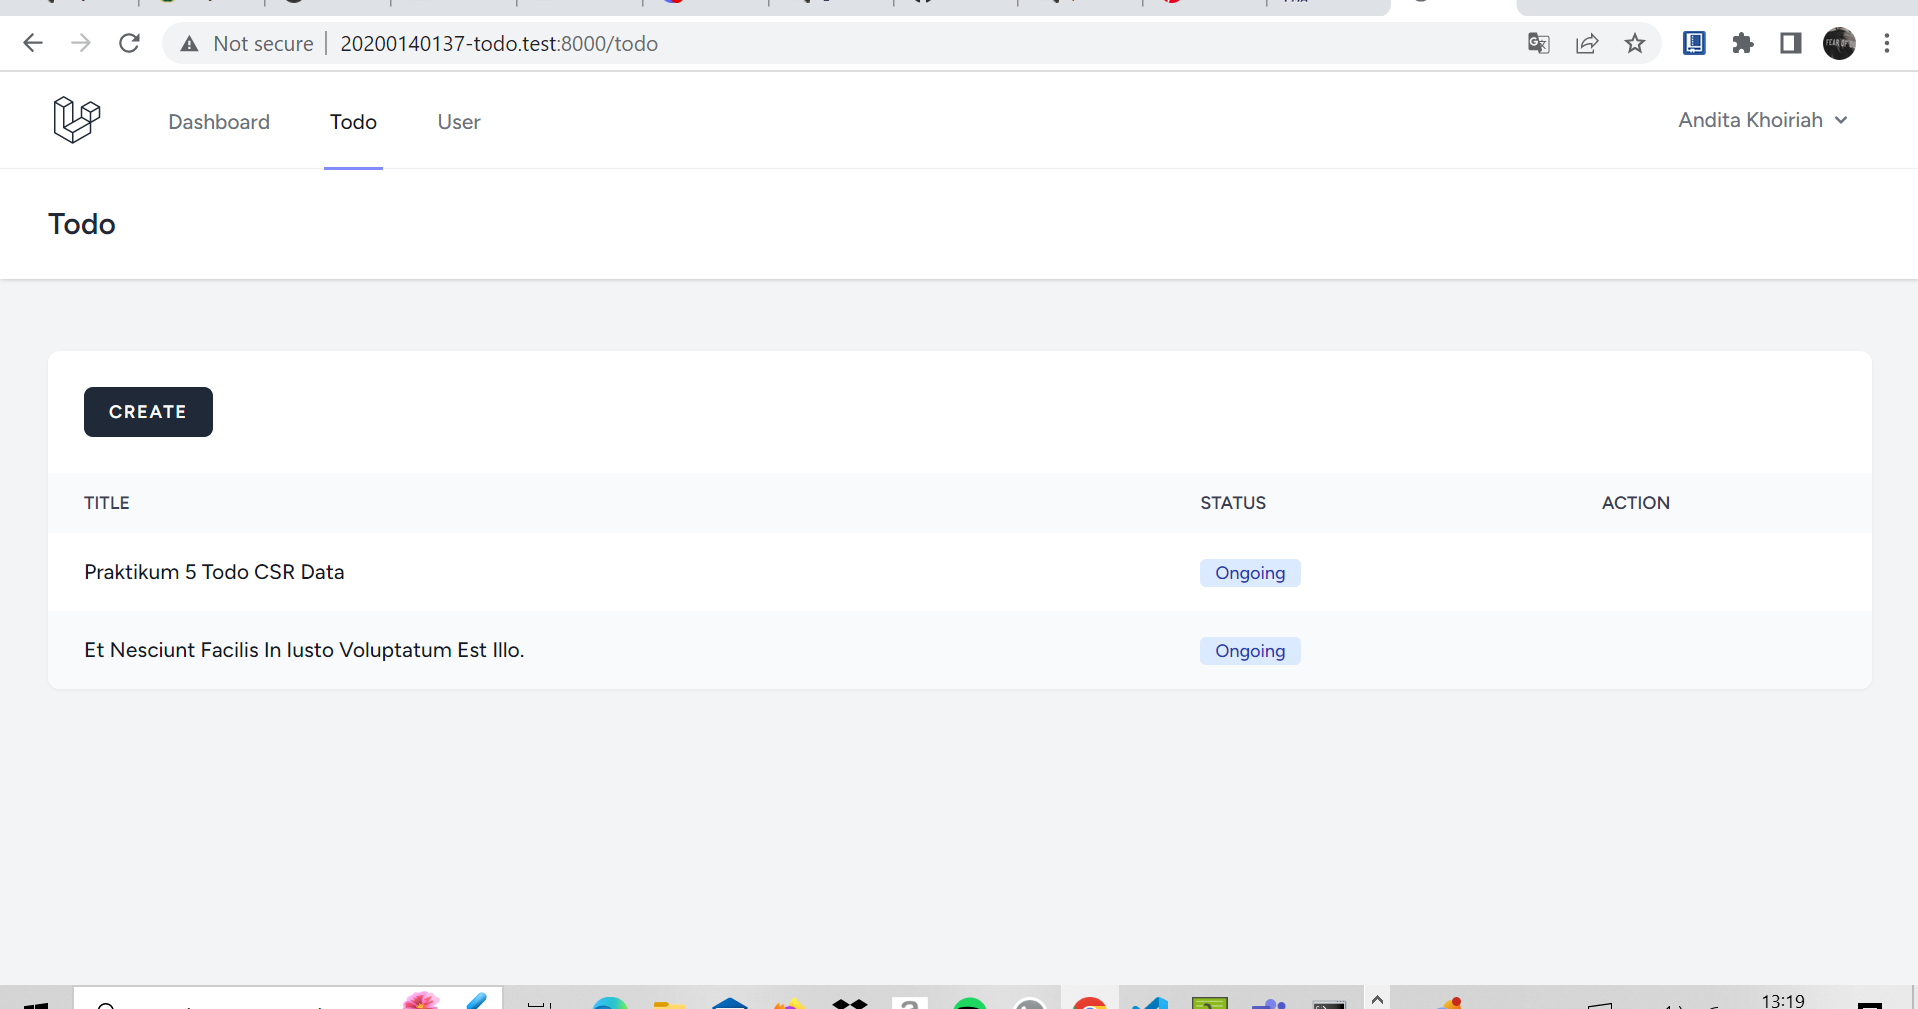 Not secure | 20200140137-todo.test:8000/todo
Dashboard Todo User Andita Khoiriah
Todo
CREATE
TITLE STATUS ACTION
Praktikum 5 Todo CSR Data Ongoing
Et Nesciunt Facilis In Iusto Voluptatum Est Illo. Ongoing
13:19